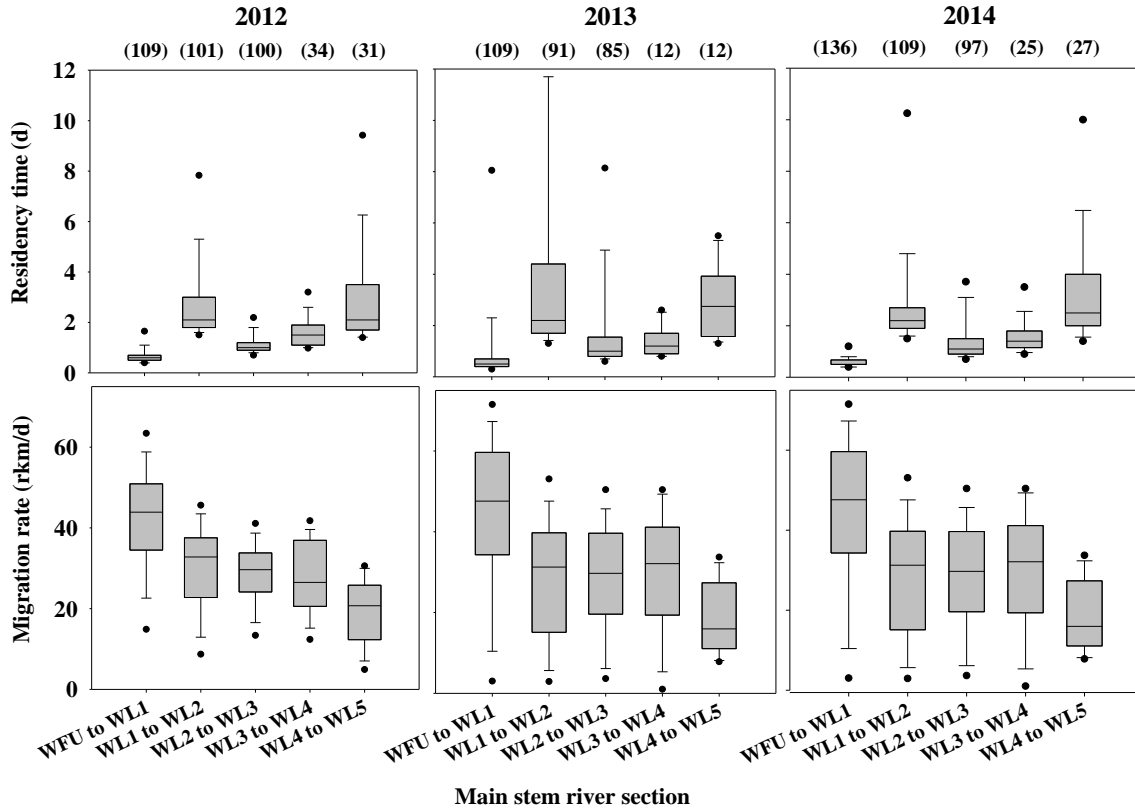 2012 2013 2014
(109) (101) (100) (34) (31) (109) (91) (85) (12) (12) (136) (109) (97) (25) (27)
Residency time (d)
12
10
8
6
4
2
0
Migration rate (rkm/d)
60
40
20
0
WFU to WL1 WL1 to WL2 WL2 to WL3 WL3 to WL4 WL4 to WL5 WFU to WL1 WL1 to WL2 WL2 to WL3 WL3 to WL4 WL4 to WL5 WFU to WL1 WL1 to WL2 WL2 to WL3 WL3 to WL4 WL4 to WL5
Main stem river section